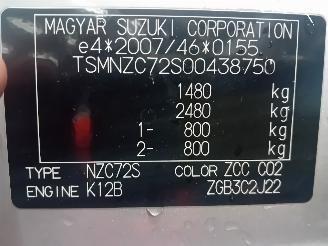 MAGYAR SUZUKI CORPORATION
e4*2007/46*0155
TSMNZC72S00438750
1480 kg
2480 kg
1- 800 kg
2- 800 kg
TYPE NZC72S COLOR ZCC C02
ENGINE K12B ZGB3C2J22